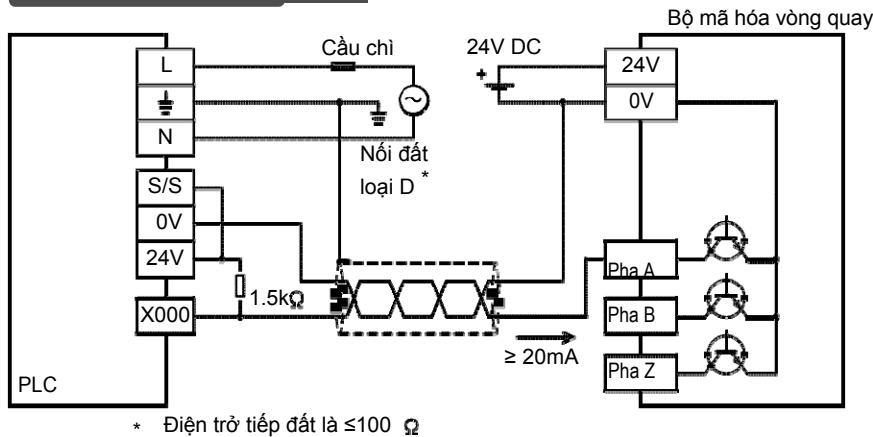 Bộ mã hóa vòng quay
L
Cầu chì
24V DC
+
24V
0V
N
Nối đất
loại D *
S/S
0V
24V
1.5kΩ
X000
Pha A
Pha B
Pha Z
≥ 20mA
PLC
* Điện trở tiếp đất là ≤100 Ω